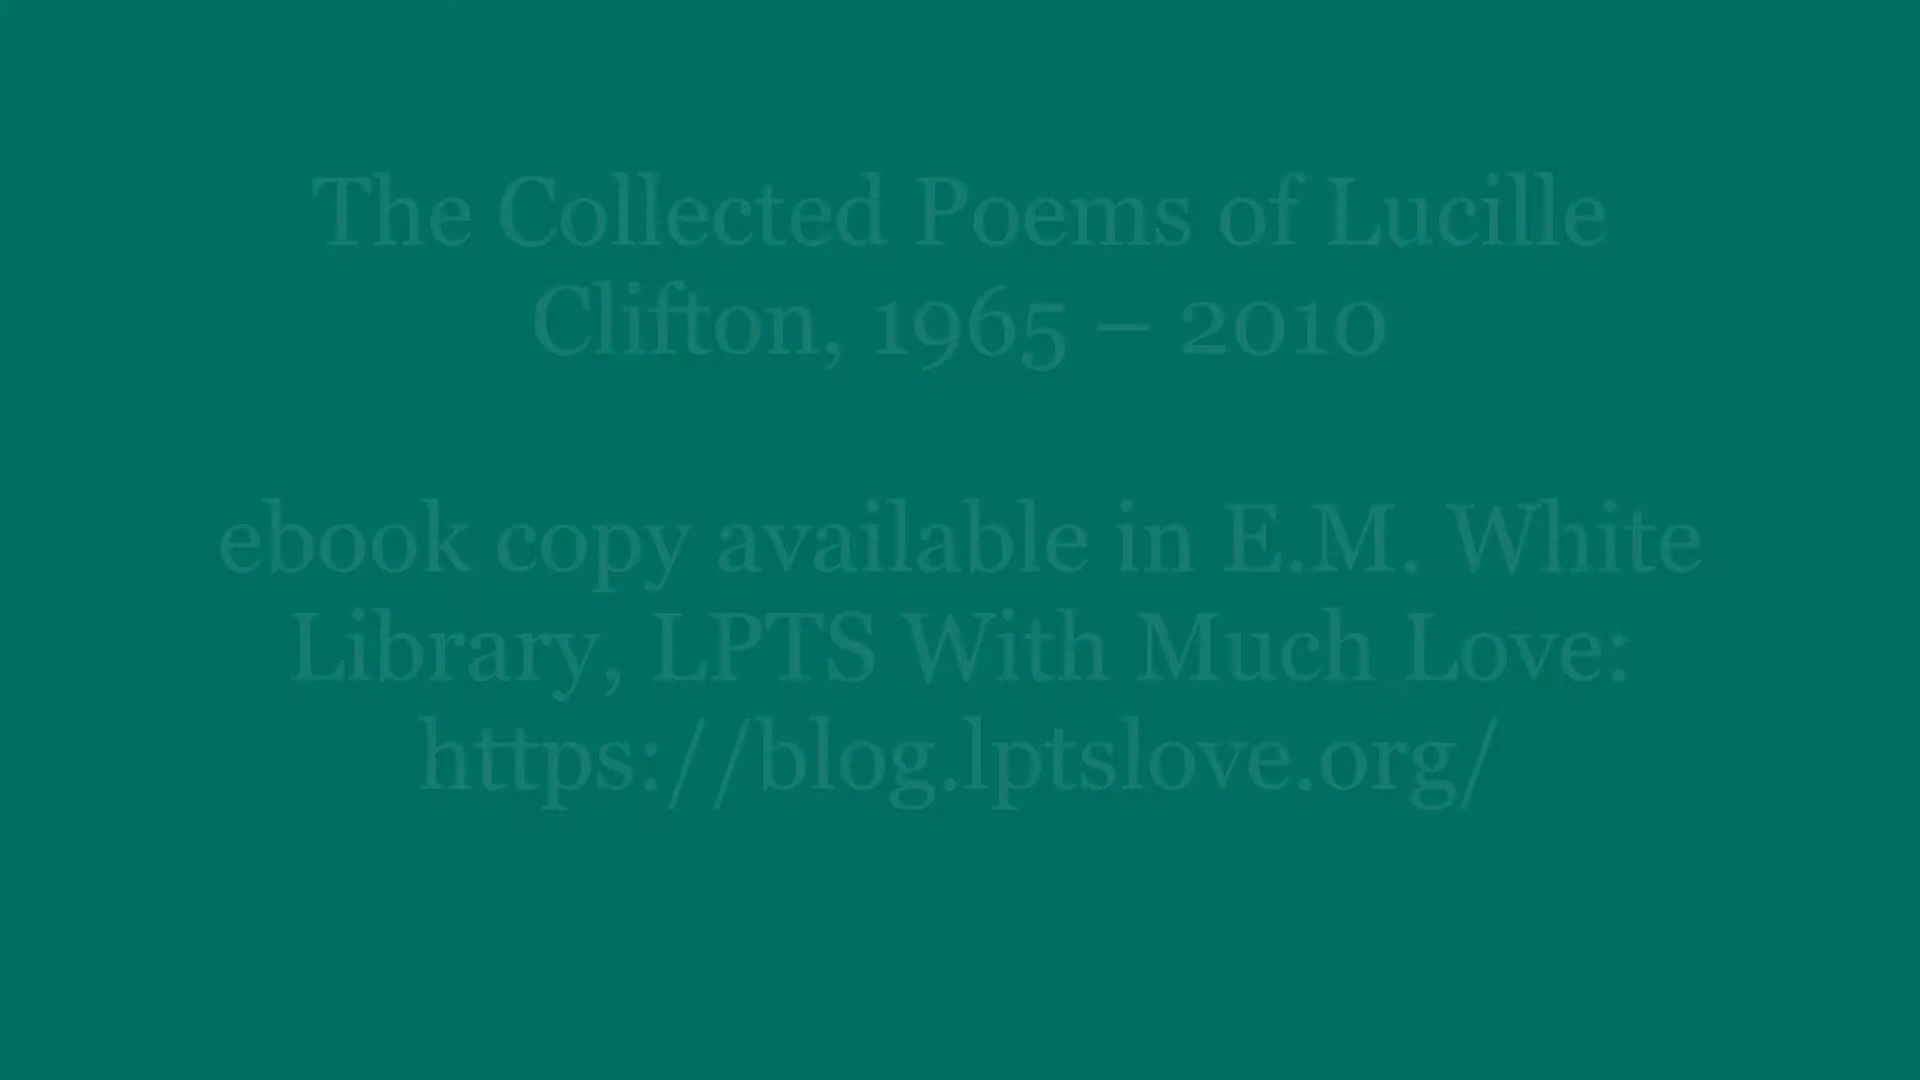 The Collected Poems of Lucille
Clifton, 1965 – 2010
ebook copy available in E.M. White
Library, LPTS With Much Love:
https://blog.lptslove.org/